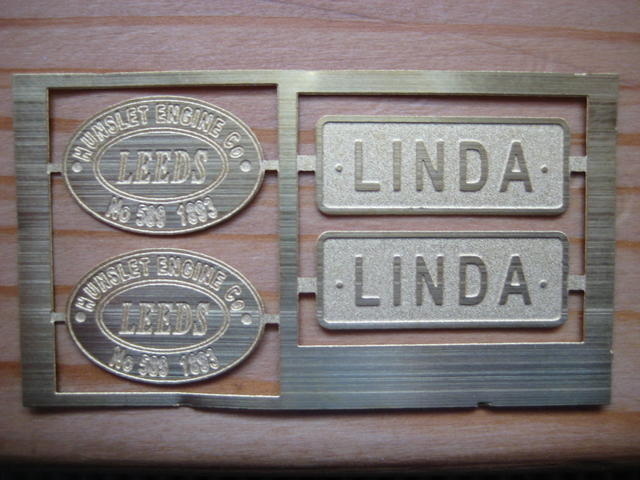 HUNSLET ENGINE CO
LEEDS
No 589 1893
LINDA
HUNSLET ENGINE CO
LEEDS
No 589 1893
LINDA